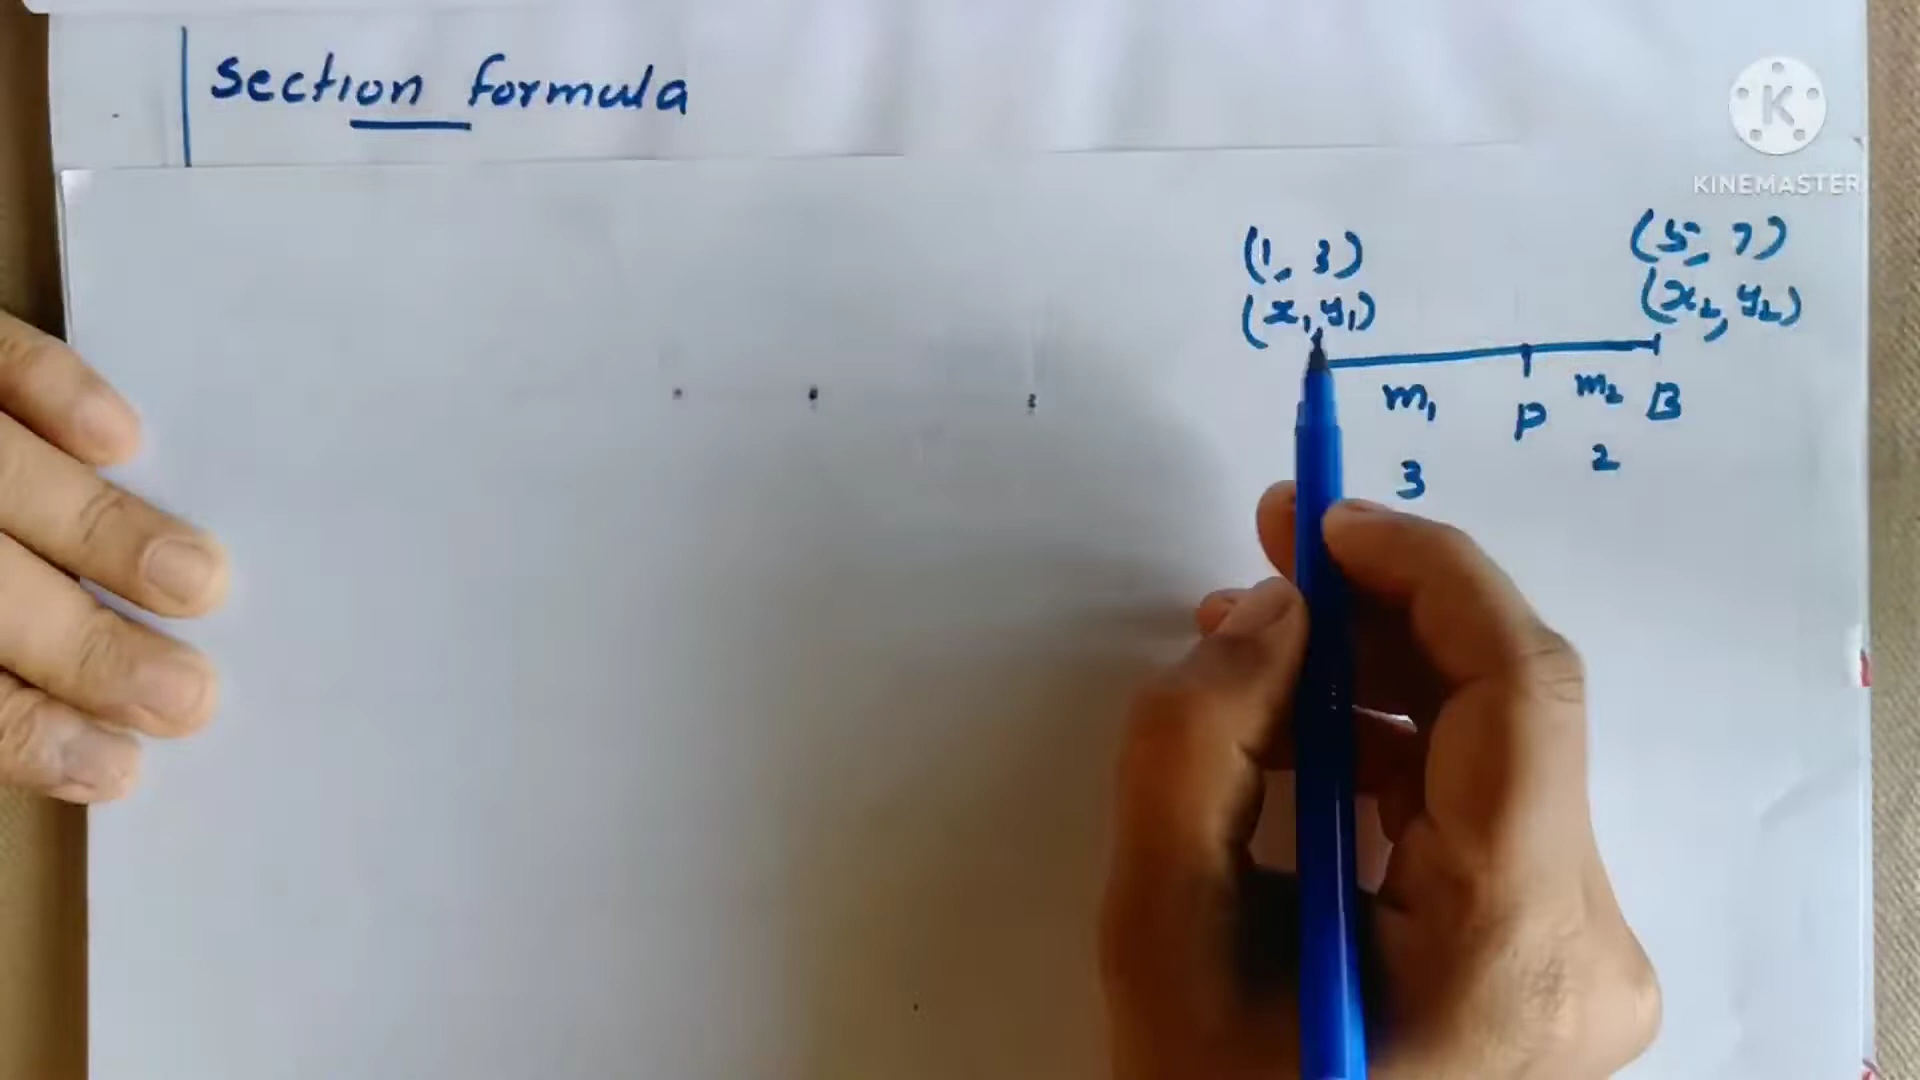 Section formula
K
KINEMASTER
(1, 3)
(5, 7)
(x₁, y₁)
(x₂, y₂)
m₁
P
m₂
B
3
2